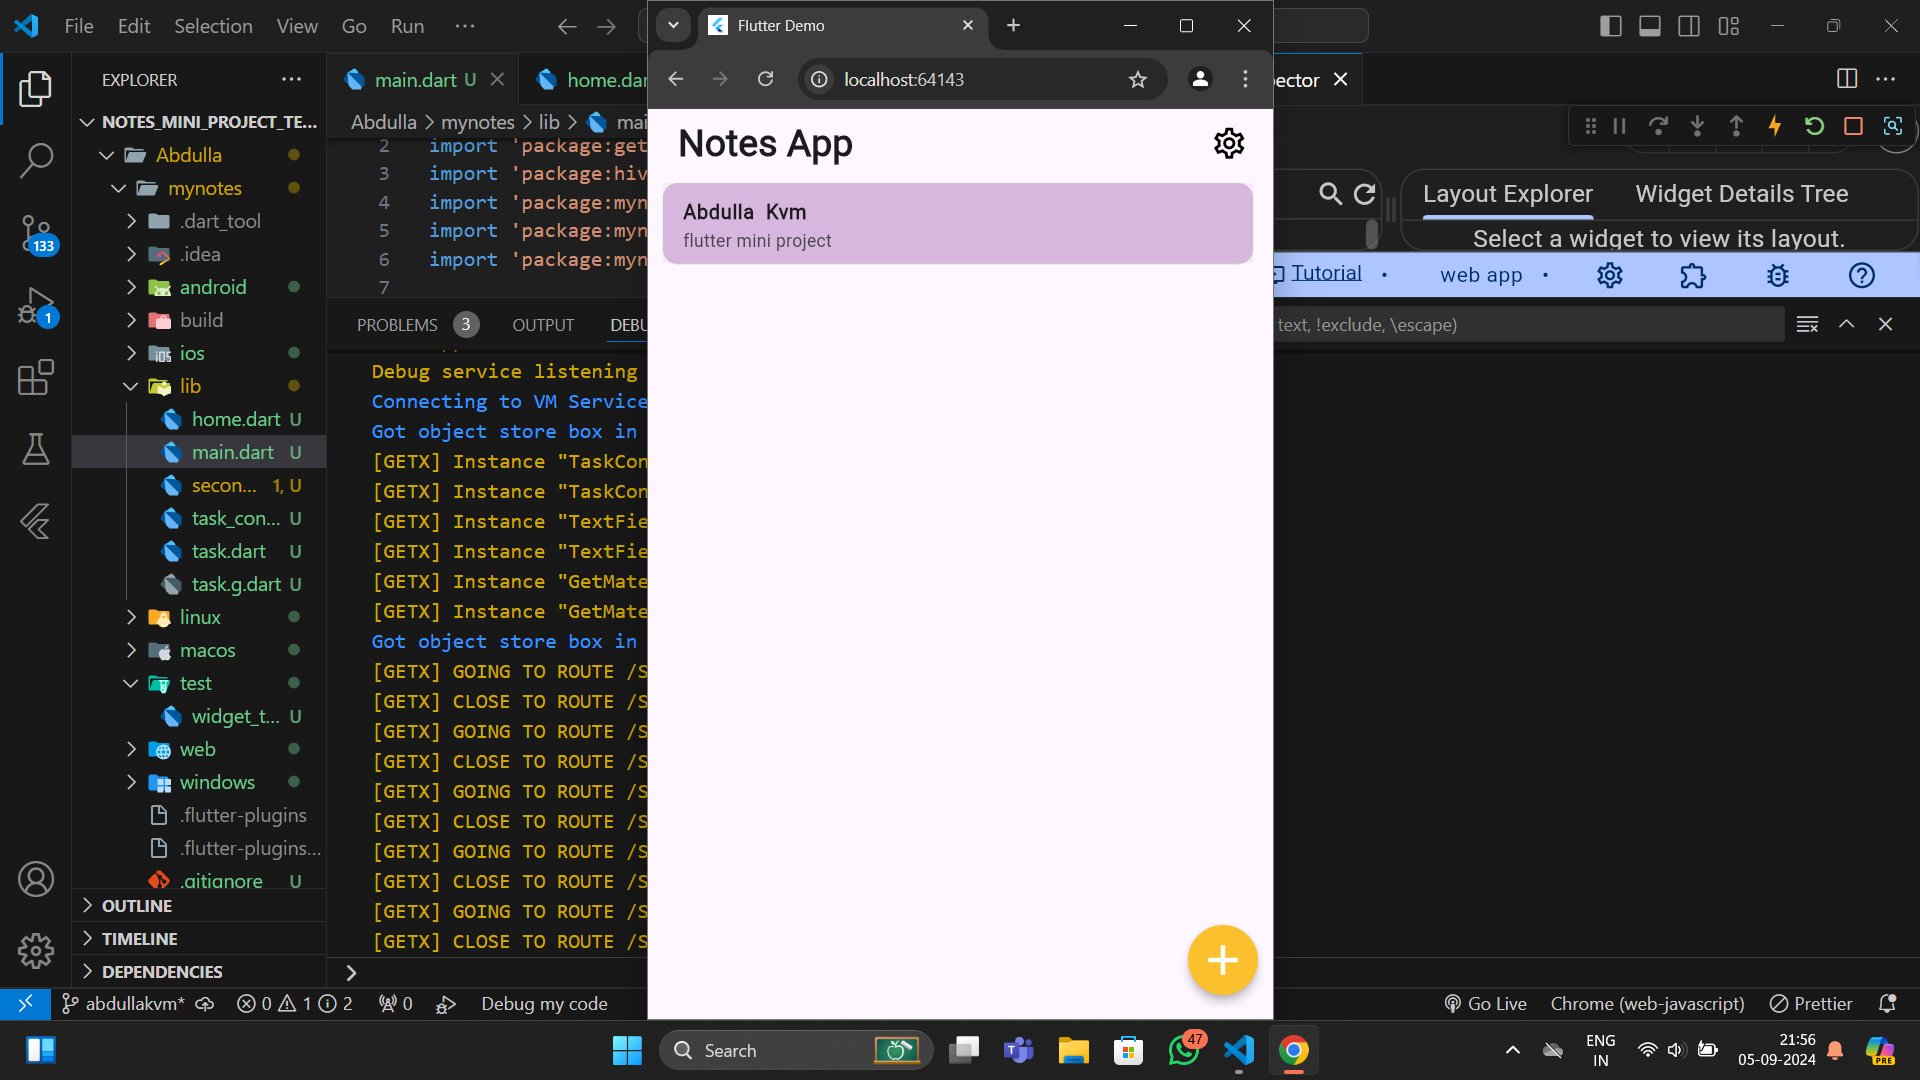 File Edit Selection View Go Run ···
EXPLORER ···
NOTES_MINI_PROJECT_TE...
Abdulla
mynotes
.dart_tool
.idea
android
build
ios
lib
home.dart U
main.dart U
secon... 1, U
task_con... U
task.dart U
task.g.dart U
linux
macos
test
widget_t... U
web
windows
.flutter-plugins
.flutter-plugins...
.gitignore U
OUTLINE
TIMELINE
DEPENDENCIES
133
1
main.dart U
home.dar
Abdulla > mynotes > lib > mai
2 import 'package:get
3 import 'package:hiv
4 import 'package:myn
5 import 'package:myn
6 import 'package:myn
7
PROBLEMS 3 OUTPUT DEBU
Debug service listening
Connecting to VM Service
Got object store box in
[GETX] Instance "TaskCon
[GETX] Instance "TaskCon
[GETX] Instance "TextFie
[GETX] Instance "TextFie
[GETX] Instance "GetMate
[GETX] Instance "GetMate
Got object store box in
[GETX] GOING TO ROUTE /S
[GETX] CLOSE TO ROUTE /S
[GETX] GOING TO ROUTE /S
[GETX] CLOSE TO ROUTE /S
[GETX] GOING TO ROUTE /S
[GETX] CLOSE TO ROUTE /S
[GETX] GOING TO ROUTE /S
[GETX] CLOSE TO ROUTE /S
[GETX] GOING TO ROUTE /S
[GETX] CLOSE TO ROUTE /S
Flutter Demo
localhost:64143
Notes App
Abdulla Kvm
flutter mini project
pector
Layout Explorer Widget Details Tree
Select a widget to view its layout.
Tutorial • web app •
text, !exclude, \escape)
abdullakvm* 0 1 2 0 Debug my code
Go Live Chrome (web-javascript) Prettier
Search
47
ENG
IN
21:56
05-09-2024
PRE